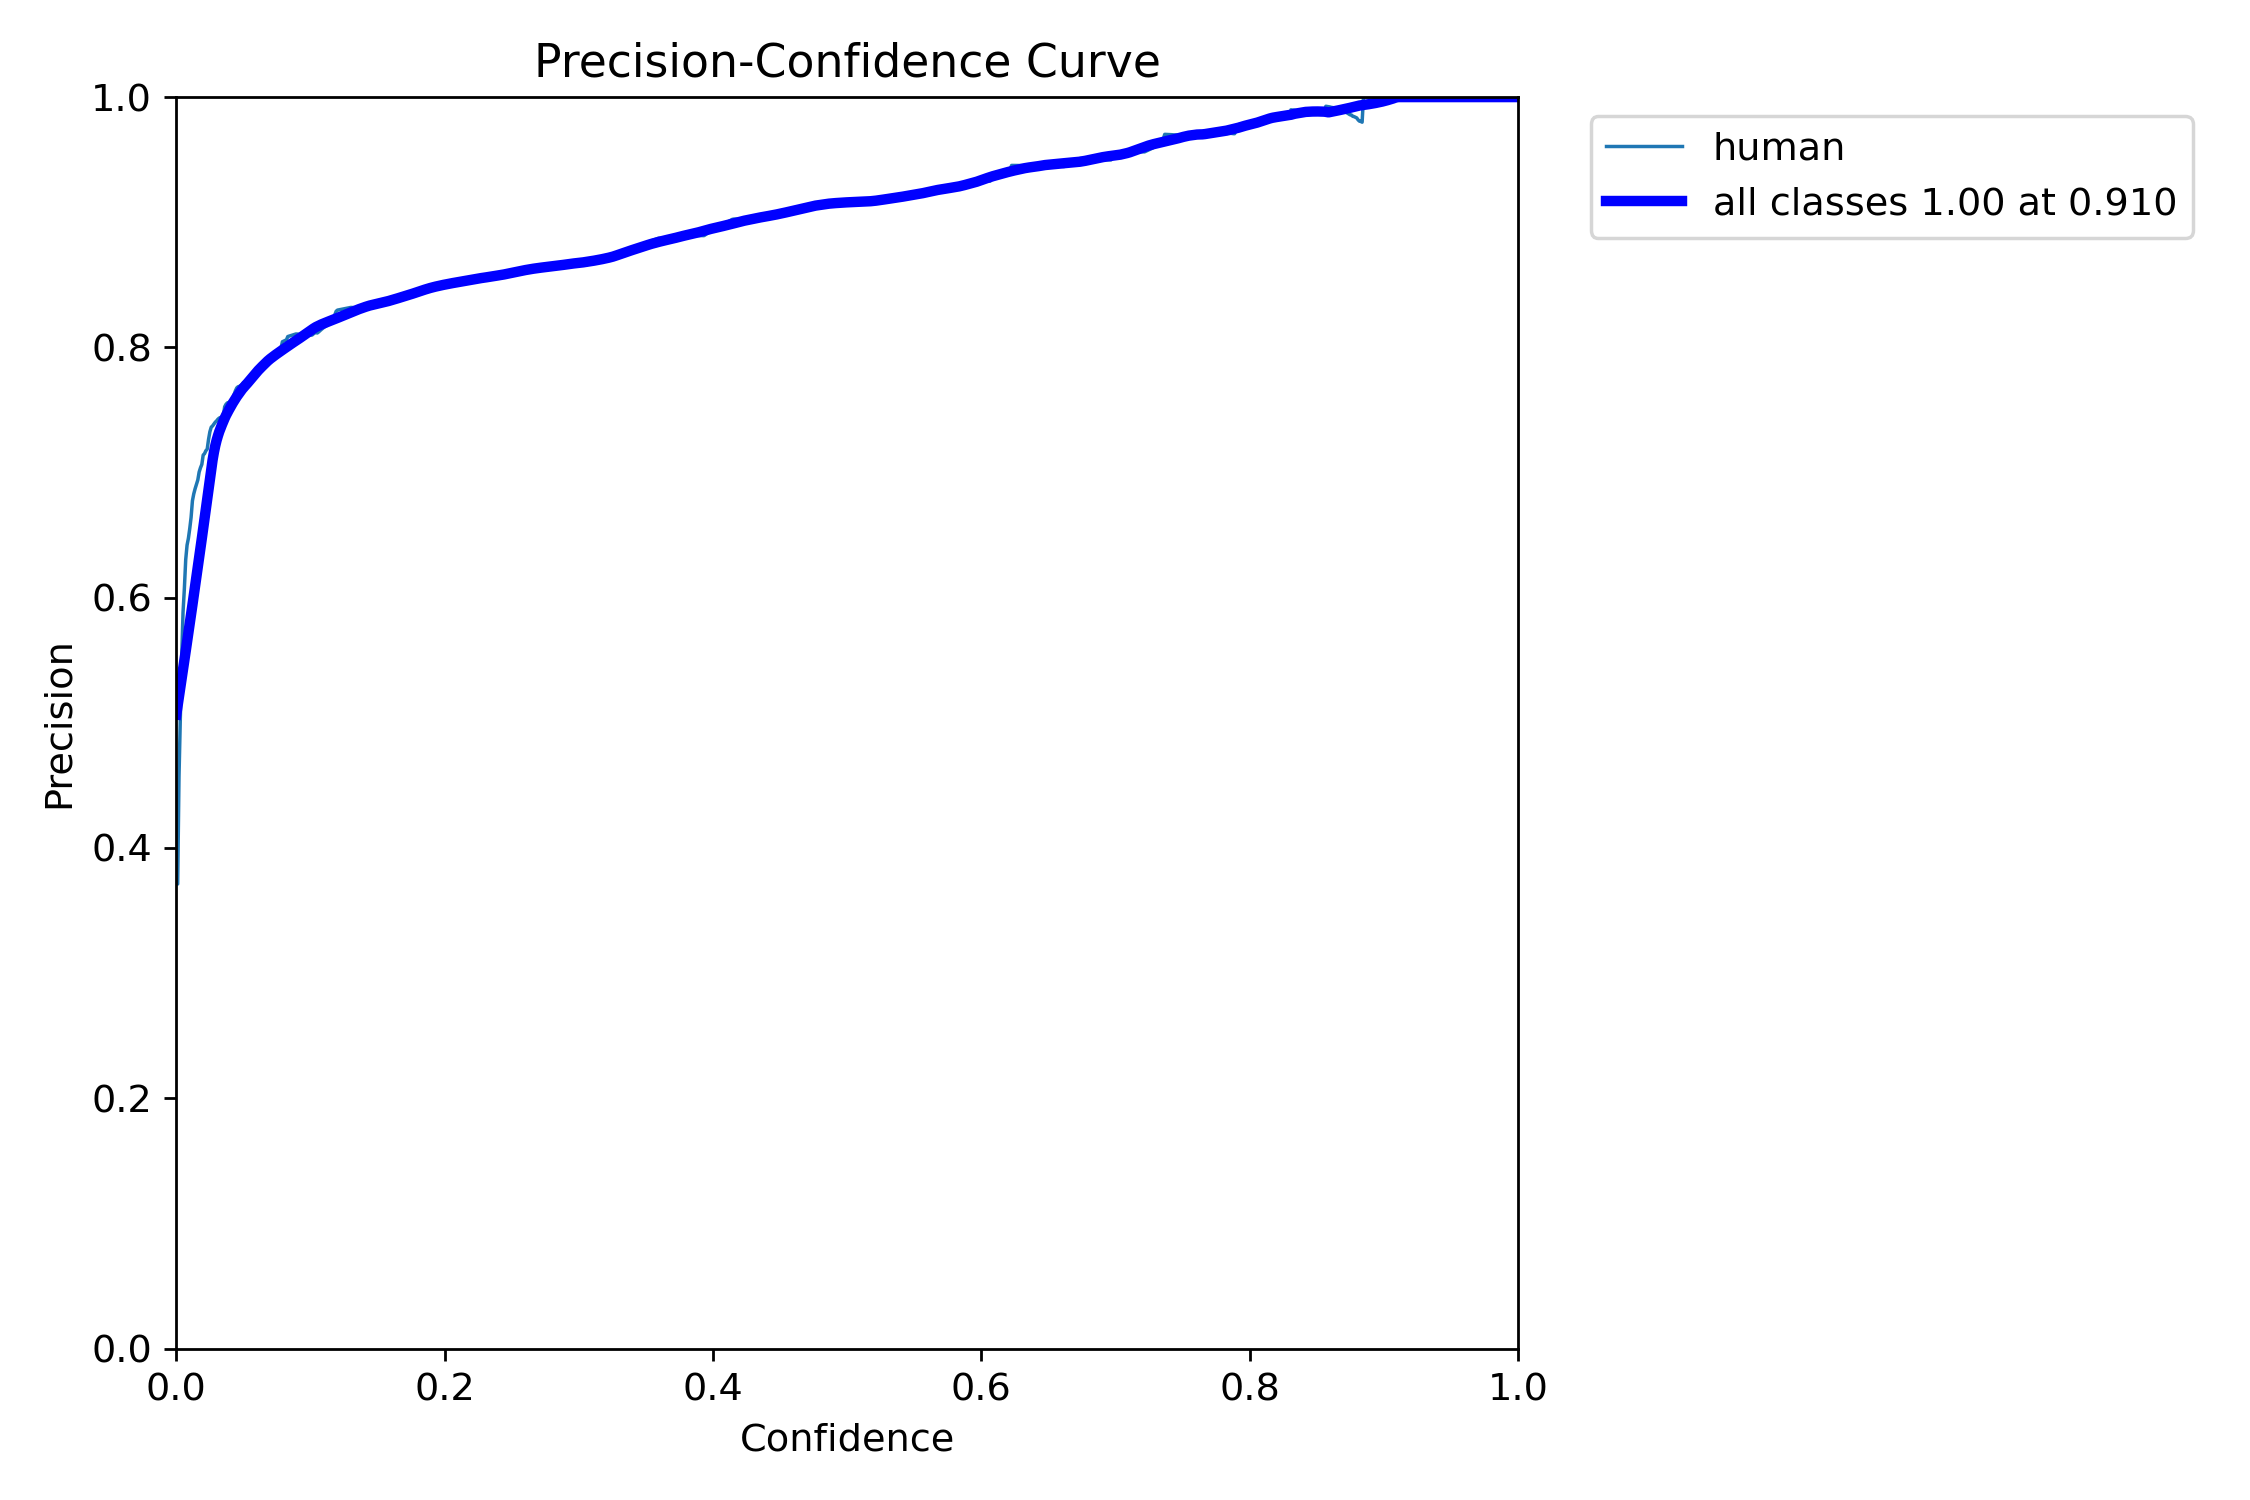 Precision-Confidence Curve
1.0
0.8
0.6
0.4
0.2
0.0
Precision
0.0 0.2 0.4 0.6 0.8 1.0
Confidence
human
all classes 1.00 at 0.910